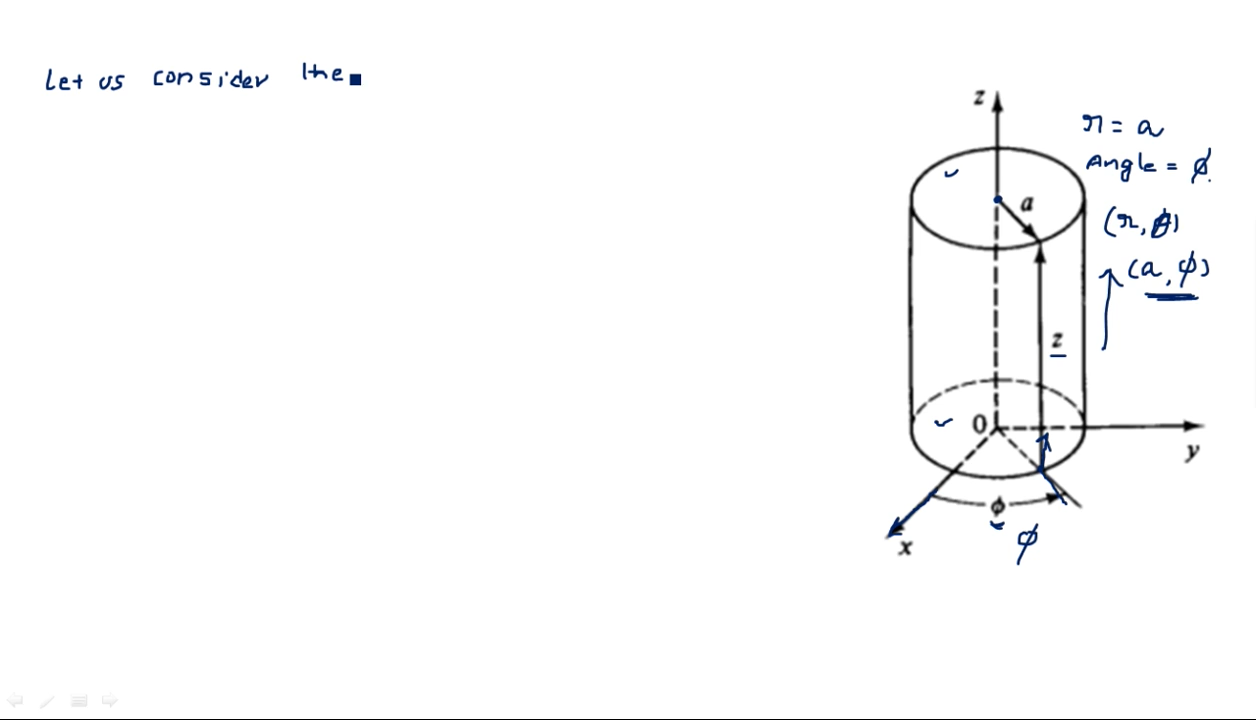 Let us consider the
z
r = a
Angle = ϕ.
a
(r, ϕ)
(a, ϕ)
z
0
y
ϕ
ϕ
x